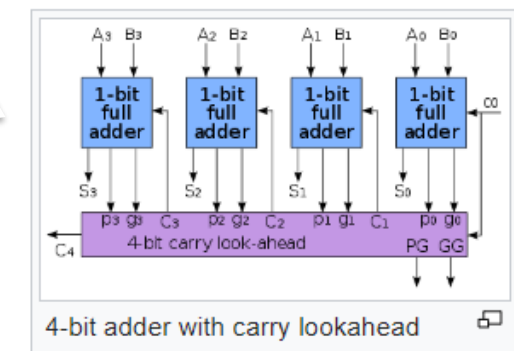 A3 B3 A2 B2 A1 B1 A0 B0
1-bit full adder 1-bit full adder 1-bit full adder 1-bit full adder
c0
S3 S2 S1 S0
p3 g3 C3 p2 g2 C2 p1 g1 C1 p0 g0
C4 4-bit carry look-ahead PG GG
4-bit adder with carry lookahead